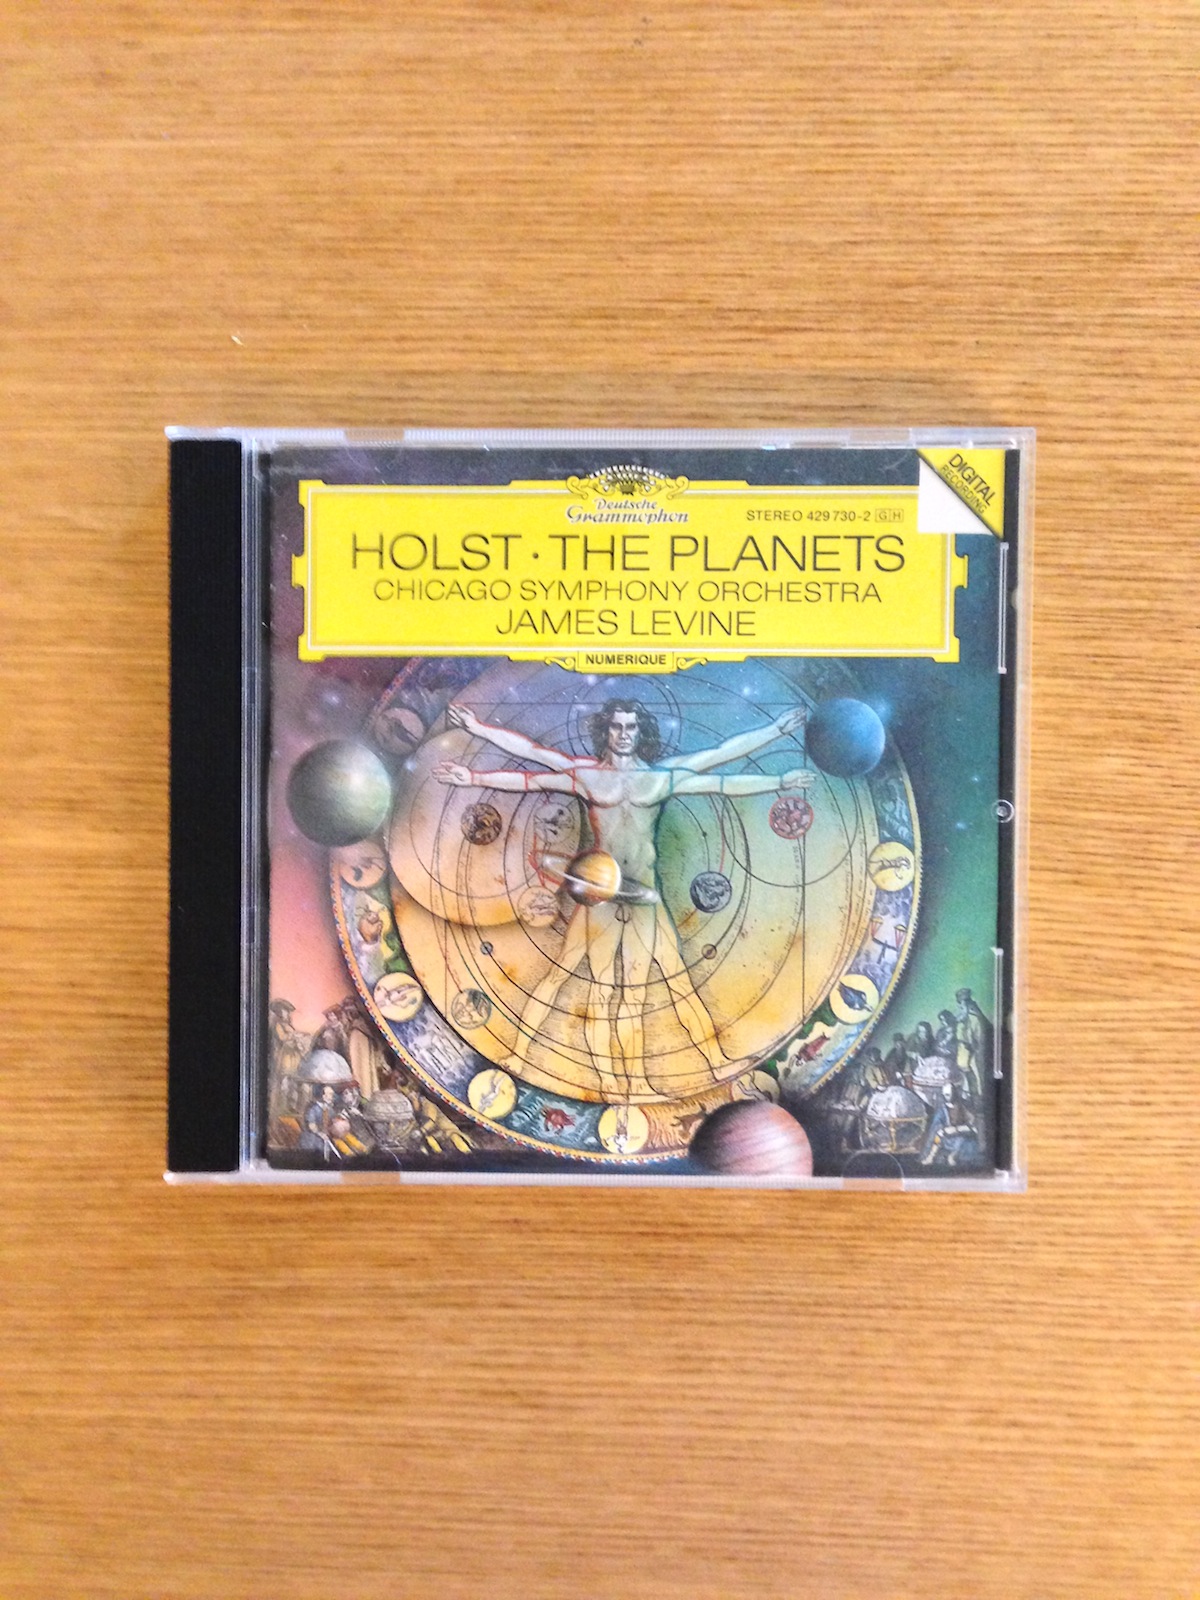 DIGITAL
RECORDING
Deutsche
Grammophon
STEREO 429 730-2 GH
HOLST · THE PLANETS
CHICAGO SYMPHONY ORCHESTRA
JAMES LEVINE
NUMERIQUE